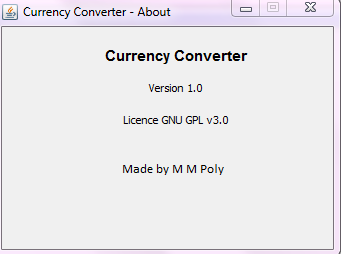 Currency Converter - About
Currency Converter
Version 1.0
Licence GNU GPL v3.0
Made by M M Poly